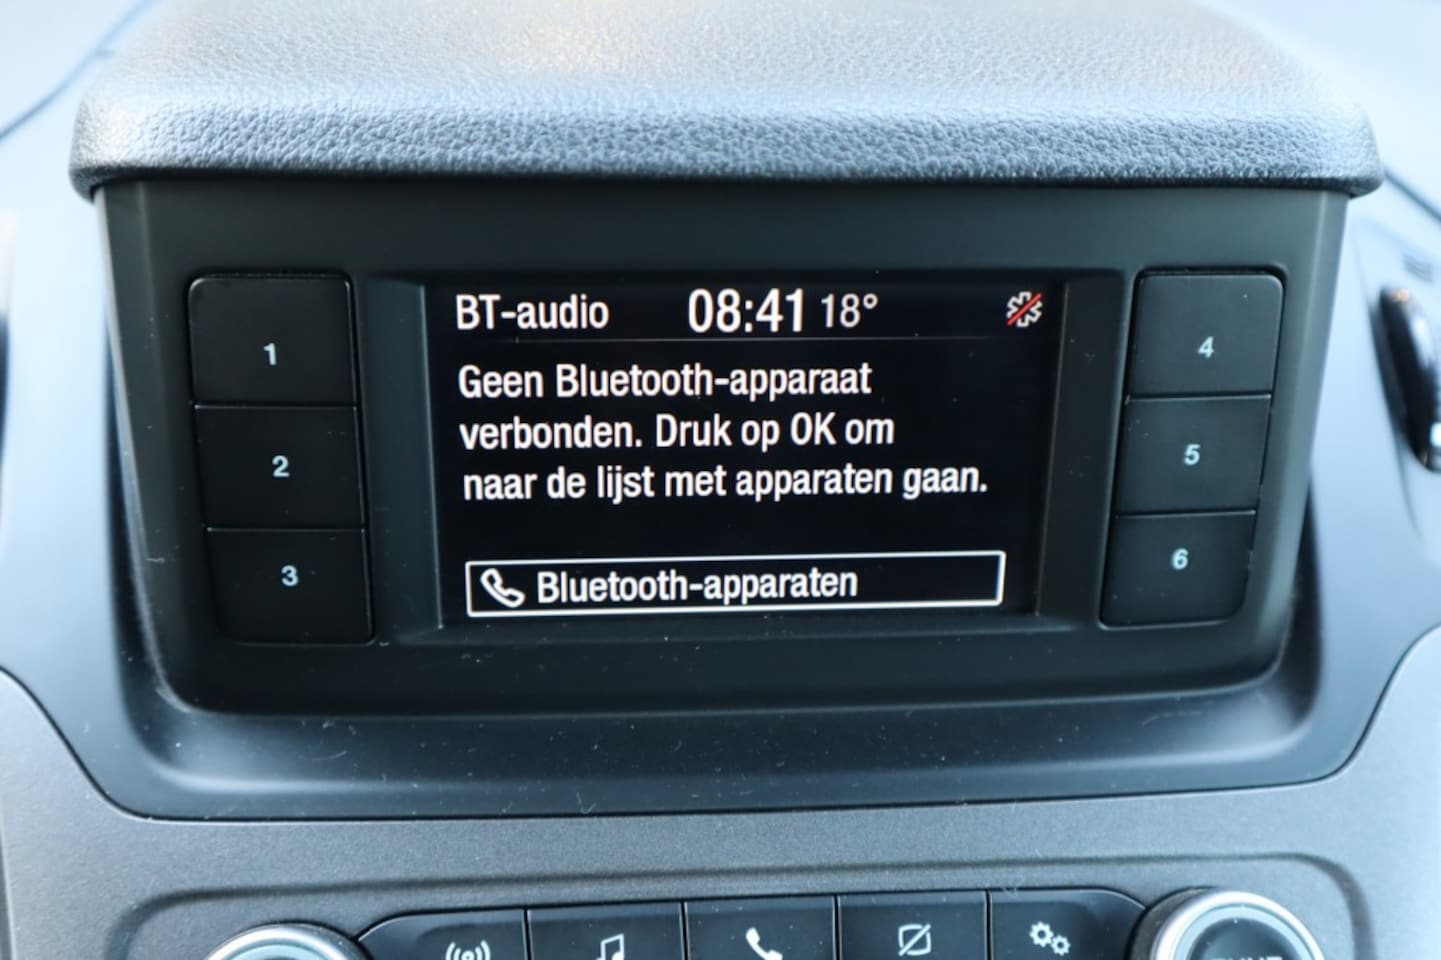 BT-audio 08:41 18°
Geen Bluetooth-apparaat
verbonden. Druk op OK om
naar de lijst met apparaten gaan.
Bluetooth-apparaten
1
2
3
4
5
6